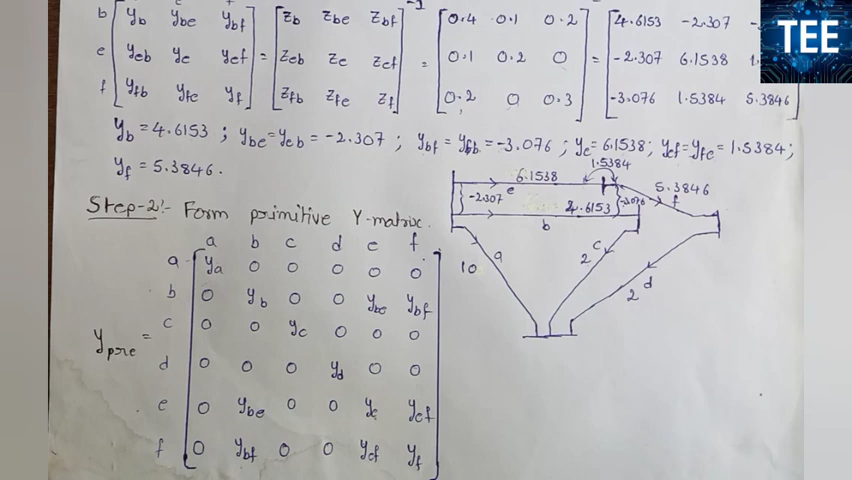 TEE
b [ y_b y_be y_bf ] [ z_b z_be z_bf ]⁻¹ [ 0.4 0.1 0.2 ] [ 4.6153 -2.307
e [ y_eb y_e y_ef ] = [ z_eb z_e z_ef ] = [ 0.1 0.2 0 ] = [ -2.307 6.1538
f [ y_fb y_fe y_f ] [ z_fb z_fe z_f ] [ 0.2 0 0.3 ] [ -3.076 1.5384 5.3846 ]
y_b = 4.6153 ; y_be = y_eb = -2.307 ; y_bf = y_fb = -3.076 ; y_e = 6.1538; y_ef = y_fe = 1.5384;
y_f = 5.3846.
Step-2:- Form primitive Y-matrix.
a b c d e f
a y_a 0 0 0 0 0
b 0 y_b 0 0 y_be y_bf
c 0 0 y_c 0 0 0
y_pre =
d 0 0 0 y_d 0 0
e 0 y_be 0 0 y_e y_ef
f 0 y_bf 0 0 y_ef y_f
1.5384
6.1538
e
5.3846
f
-2.307
4.6153
-3.076
b
10
a
c
2
2
d